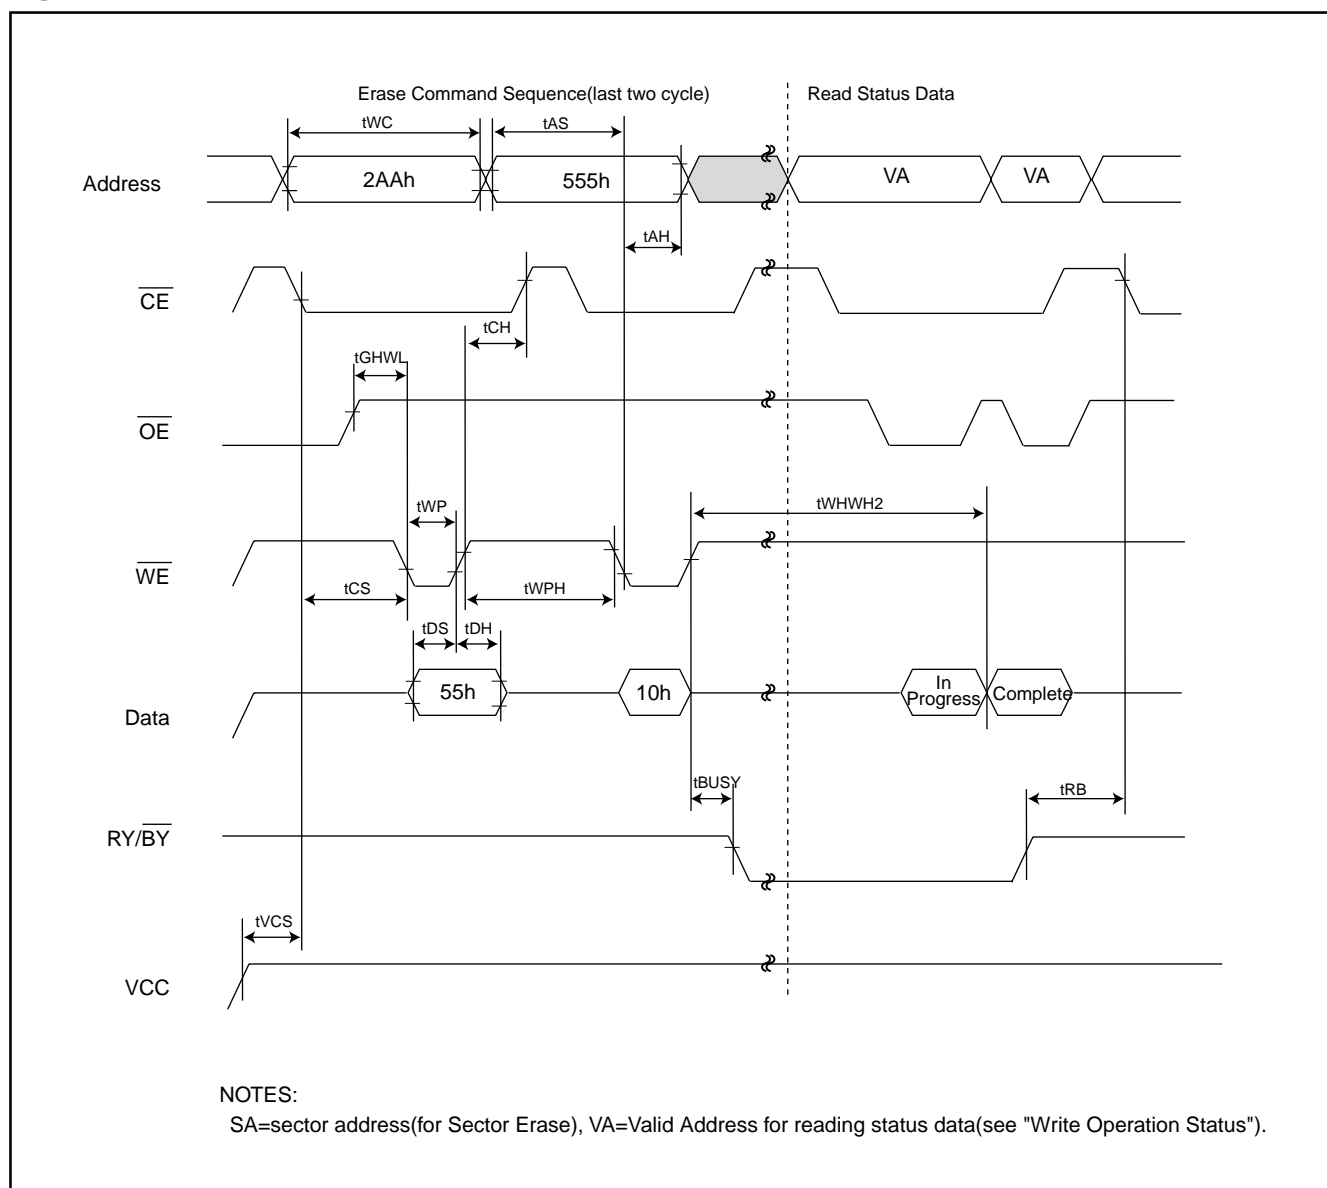 Erase Command Sequence(last two cycle)
Read Status Data
tWC
tAS
Address
2AAh
555h
VA
VA
tAH
CE
tCH
tGHWL
OE
tWP
tWHWH2
WE
tCS
tWPH
tDS
tDH
Data
55h
10h
In
Progress
Complete
tBUSY
tRB
RY/BY
tVCS
VCC
NOTES:
SA=sector address(for Sector Erase), VA=Valid Address for reading status data(see "Write Operation Status").